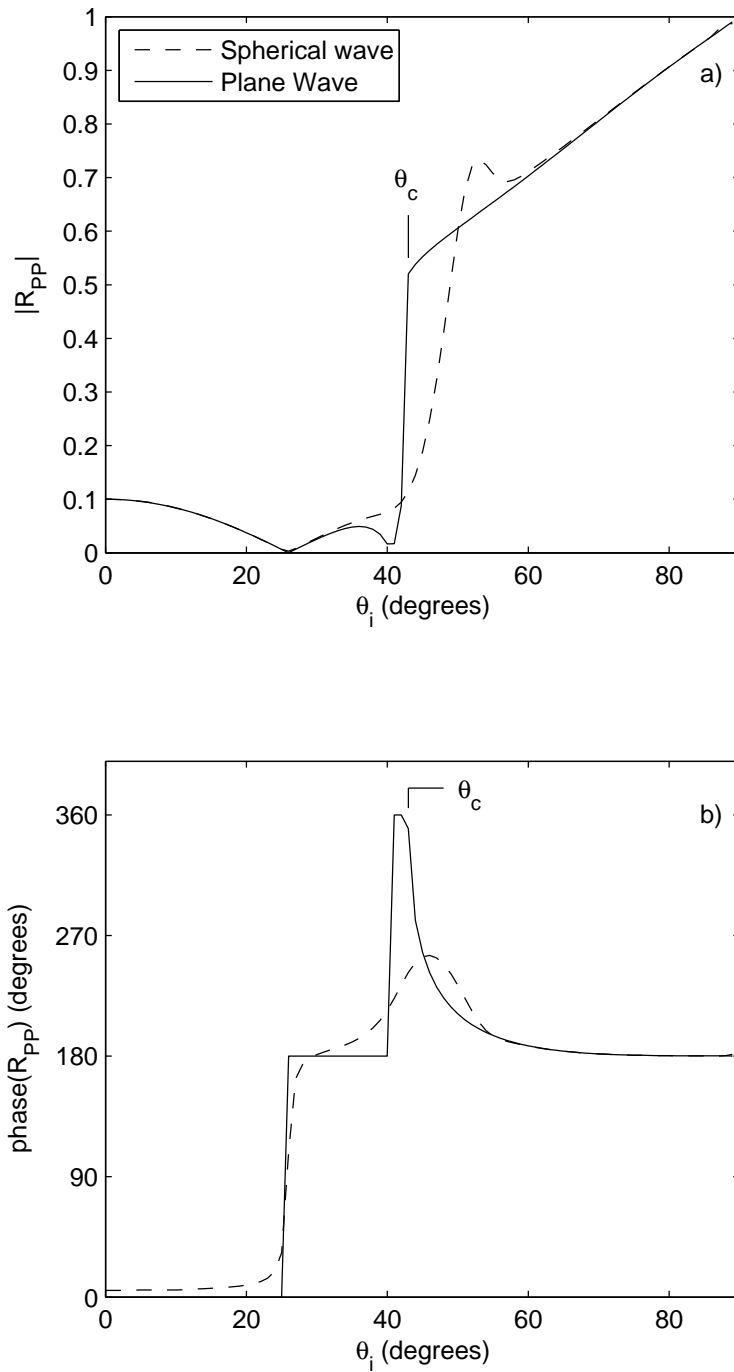 1
0.9
0.8
0.7
0.6
0.5
0.4
0.3
0.2
0.1
0
|R_PP|
Spherical wave
Plane Wave
a)
θ_c
0 20 40 60 80
θ_i (degrees)
360
270
180
90
0
phase(R_PP) (degrees)
θ_c
b)
0 20 40 60 80
θ_i (degrees)